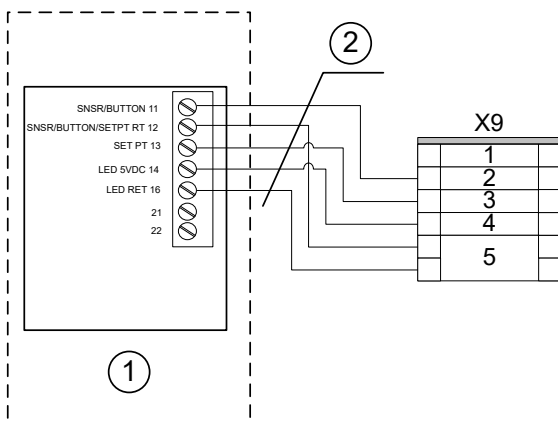 2
SNSR/BUTTON 11
SNSR/BUTTON/SETPT RT 12
SET PT 13
LED 5VDC 14
LED RET 16
21
22
X9
1
2
3
4
5
1